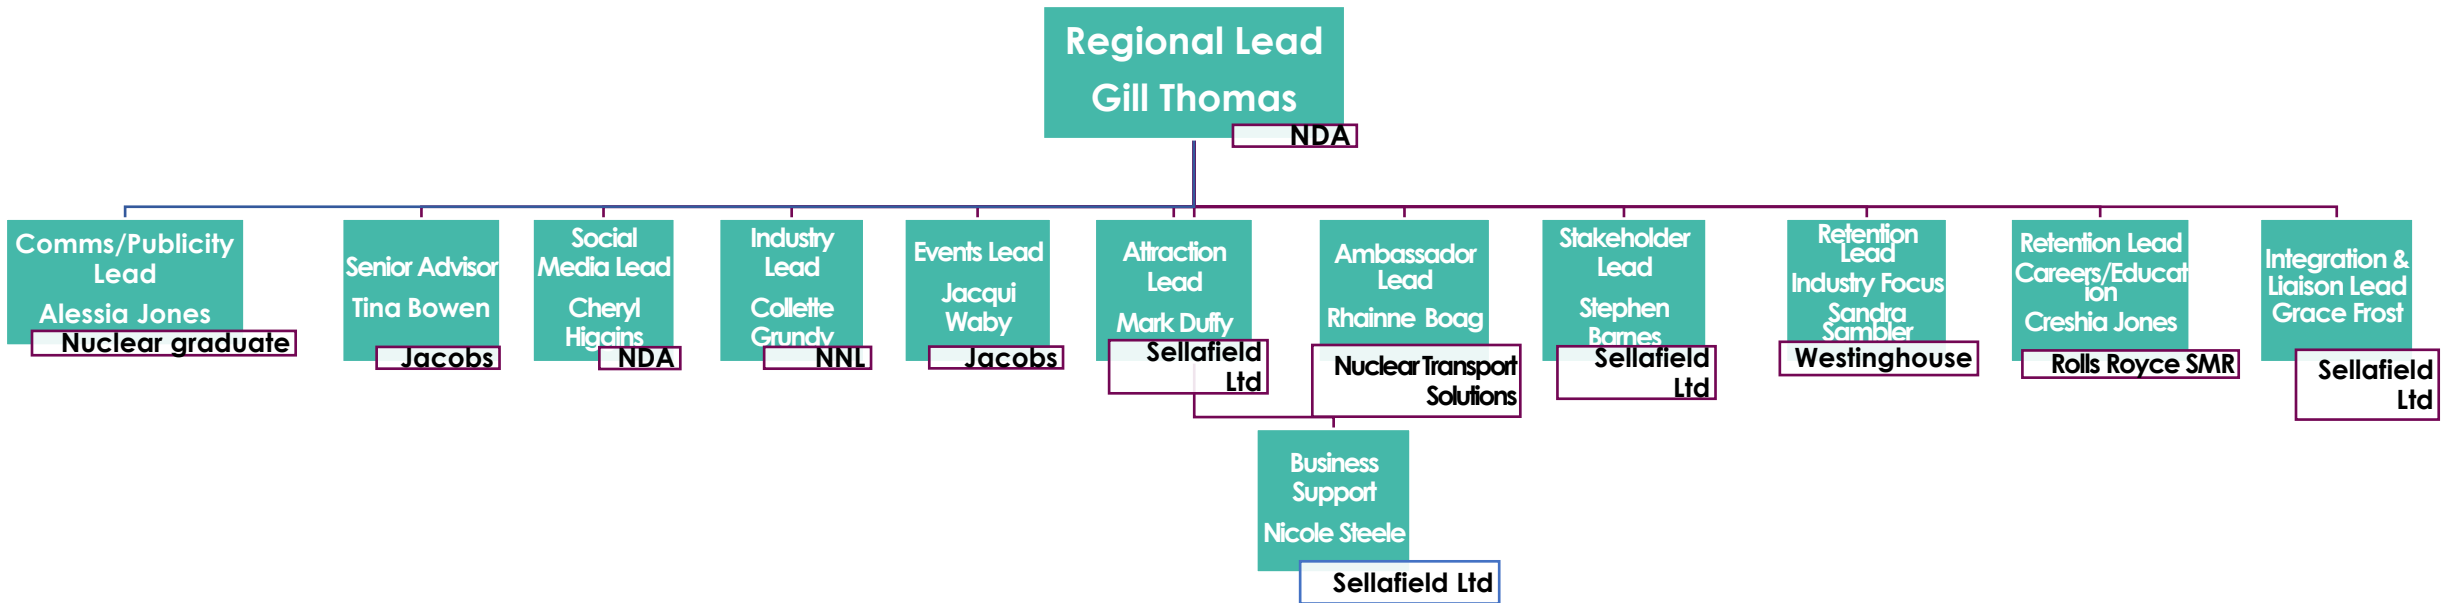 Regional Lead
Gill Thomas
NDA
Comms/Publicity
Lead
Alessia Jones
Nuclear graduate
Senior Advisor
Tina Bowen
Jacobs
Social
Media Lead
Cheryl
Higgins
NDA
Industry
Lead
Collette
Grundy
NNL
Events Lead
Jacqui
Waby
Jacobs
Attraction
Lead
Mark Duffy
Sellafield
Ltd
Ambassador
Lead
Rhainne Boag
Nuclear Transport
Solutions
Stakeholder
Lead
Stephen
Barnes
Sellafield
Ltd
Retention
Lead
Industry Focus
Sandra
Sambler
Westinghouse
Retention Lead
Careers/Educat
ion
Creshia Jones
Rolls Royce SMR
Integration &
Liaison Lead
Grace Frost
Sellafield
Ltd
Business
Support
Nicole Steele
Sellafield Ltd